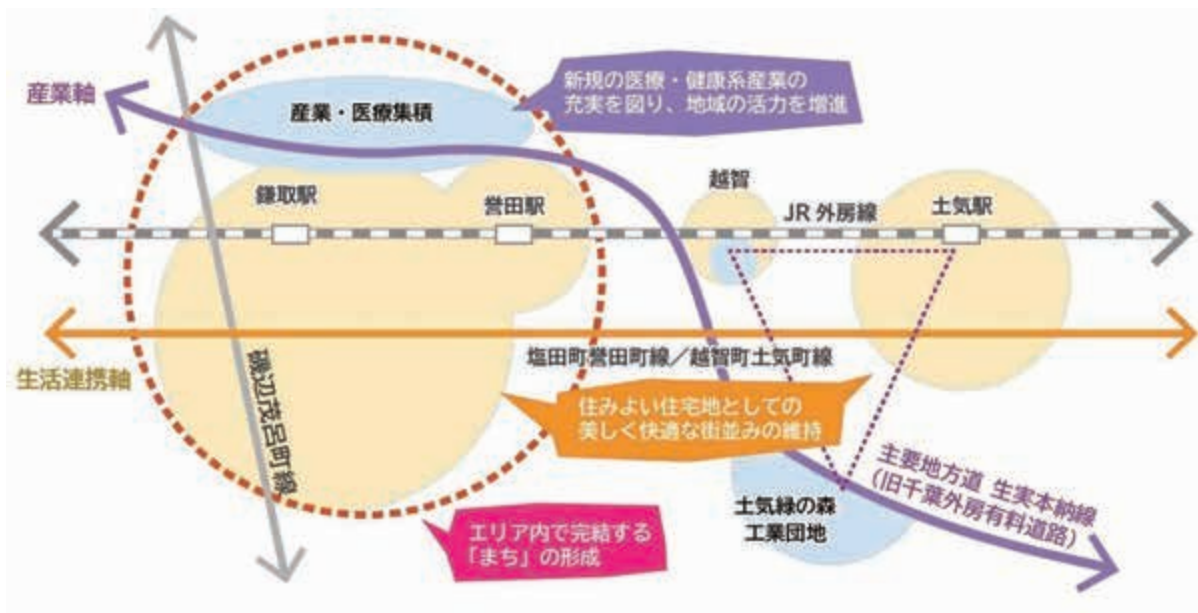 産業軸
新規の医療・健康系産業の
充実を図り、地域の活力を増進
産業・医療集積
鎌取駅
誉田駅
越智
JR 外房線
土気駅
塩田町誉田町線／越智町土気町線
生活連携軸
磯辺茂呂町線
住みよい住宅地としての
美しく快適な街並みの維持
主要地方道 生実本納線
（旧千葉外房有料道路）
土気緑の森
工業団地
エリア内で完結する
「まち」の形成